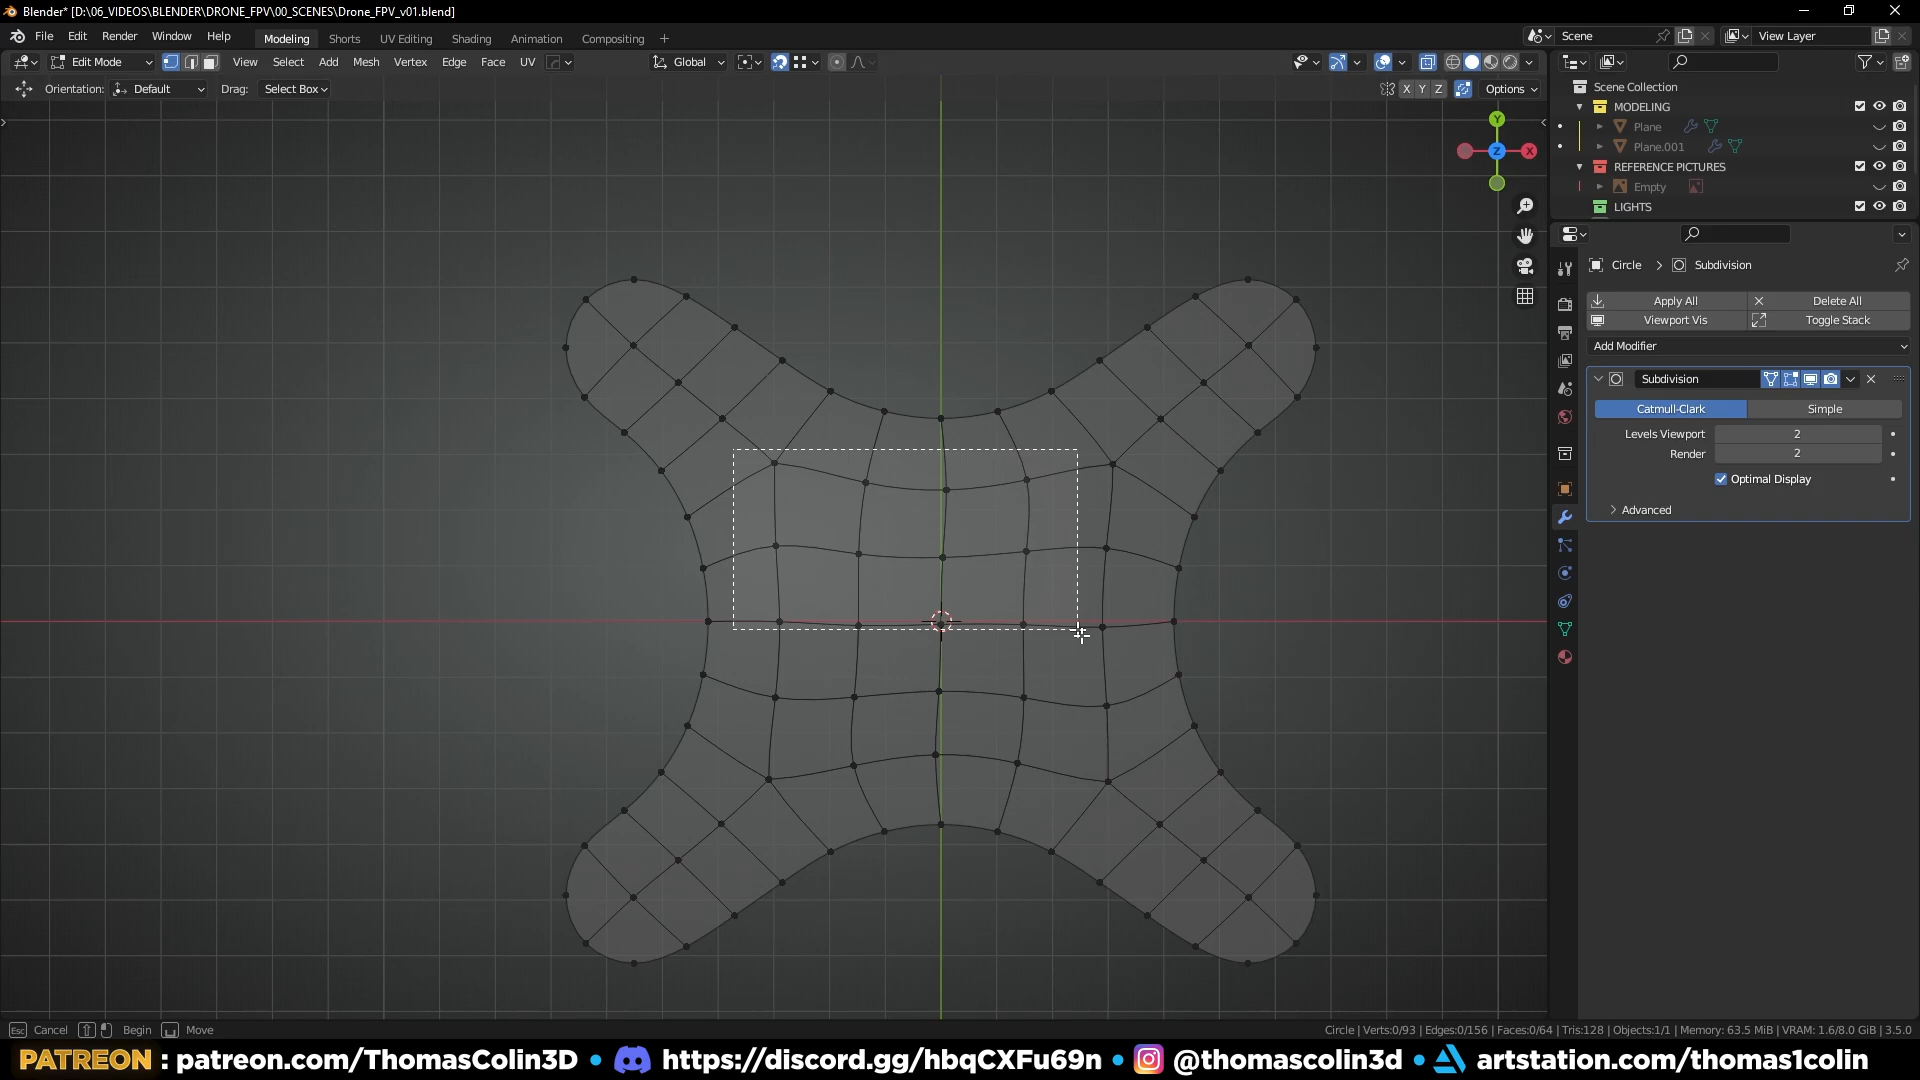 Blender* [D:\06_VIDEOS\BLENDER\DRONE_FPV\00_SCENES\Drone_FPV_v01.blend]
File Edit Render Window Help Modeling Shorts UV Editing Shading Animation Compositing + Scene View Layer
Edit Mode View Select Add Mesh Vertex Edge Face UV Global
Orientation: Default Drag: Select Box X Y Z Options
Scene Collection
MODELING
Plane
Plane.001
REFERENCE PICTURES
Empty
LIGHTS
Y
Z X
Circle > Subdivision
Apply All Delete All
Viewport Vis Toggle Stack
Add Modifier
Subdivision
Catmull-Clark Simple
Levels Viewport 2
Render 2
Optimal Display
Advanced
Esc Cancel Begin Move Circle | Verts:0/93 | Edges:0/156 | Faces:0/64 | Tris:128 | Objects:1/1 | Memory: 63.5 MiB | VRAM: 1.6/8.0 GiB | 3.5.0
PATREON : patreon.com/ThomasColin3D • https://discord.gg/hbqCXFu69n • @thomascolin3d • artstation.com/thomas1colin